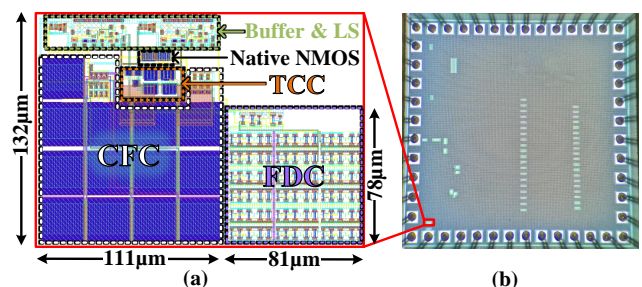 (a)
Buffer & LS
Native NMOS
TCC
132μm
CFC
FDC
78μm
111μm
81μm
(a)
(b)